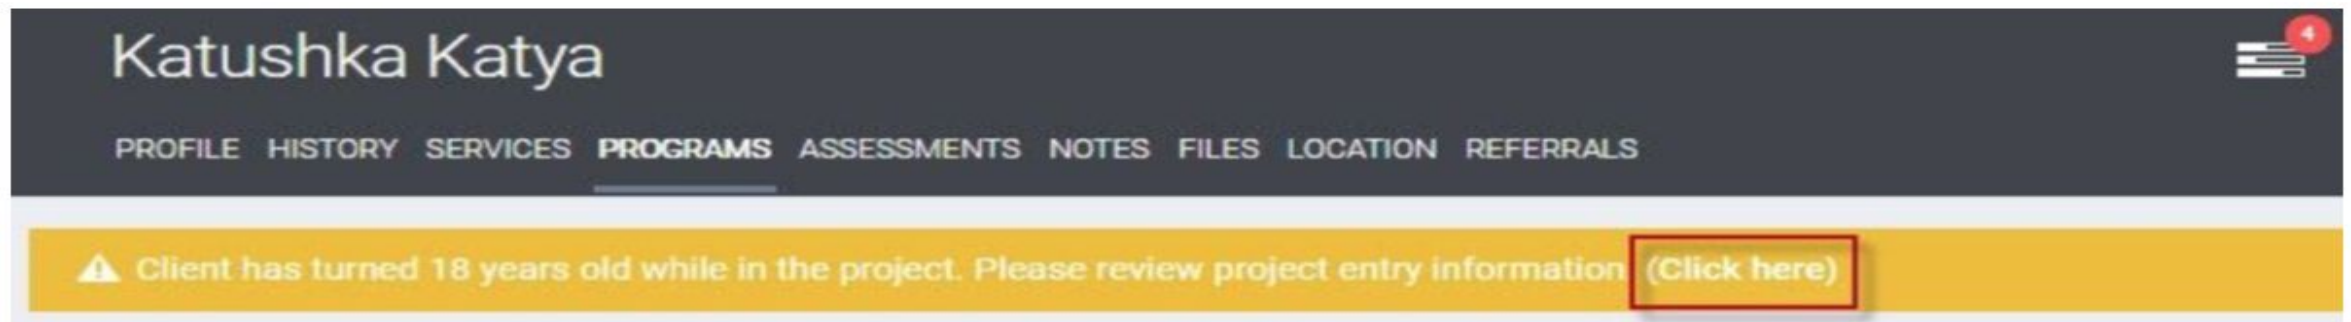 Katushka Katya
4
PROFILE HISTORY SERVICES PROGRAMS ASSESSMENTS NOTES FILES LOCATION REFERRALS
Client has turned 18 years old while in the project. Please review project entry information (Click here)